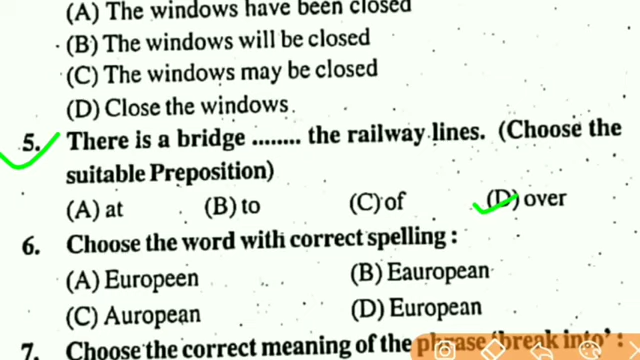 (A) The windows have been closed
(B) The windows will be closed
(C) The windows may be closed
(D) Close the windows.
5. There is a bridge ........ the railway lines. (Choose the
suitable Preposition)
(A) at (B) to (C) of (D) over
6. Choose the word with correct spelling :
(A) Europeen (B) Eauropean
(C) Auropean (D) European
7. Choose the correct meaning of the phrase 'break into' :